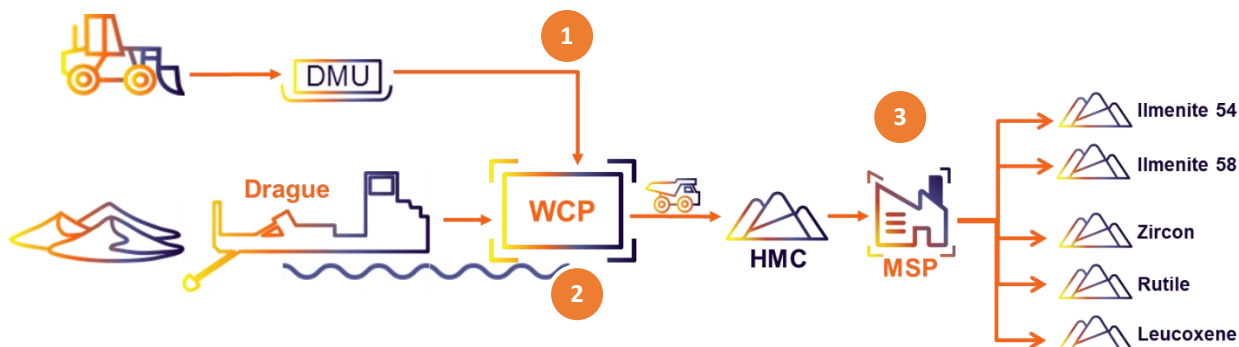 1
DMU
3
Ilmenite 54
Ilmenite 58
Drague
WCP
HMC
MSP
Zircon
2
Rutile
Leucoxene